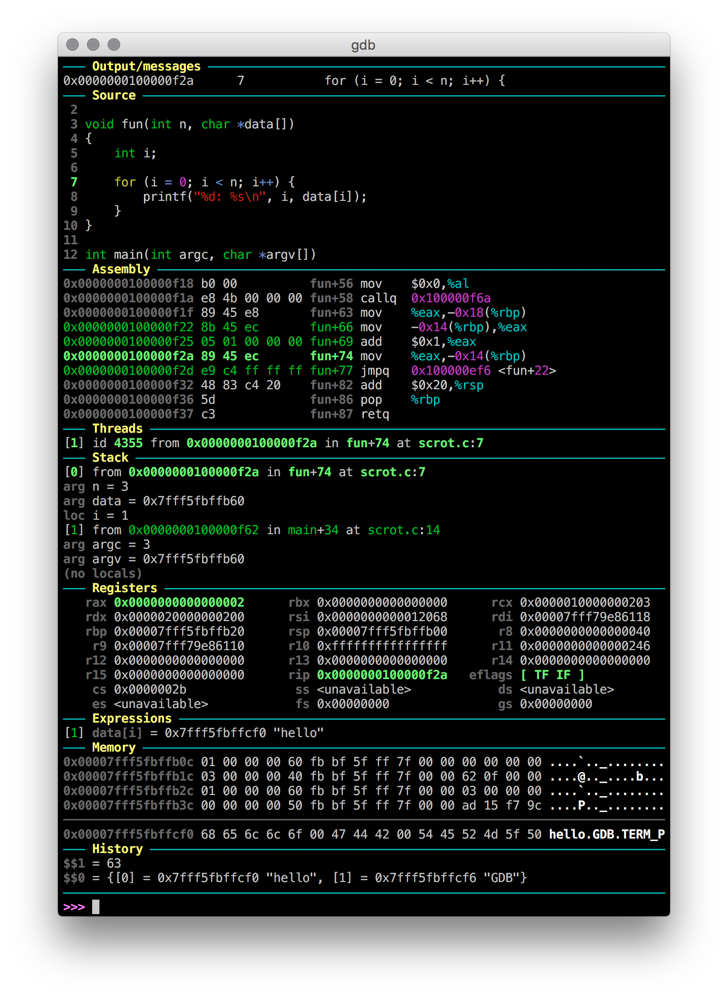 gdb
─── Output/messages ───
0x0000000100000f2a      7           for (i = 0; i < n; i++) {
─── Source ───
 2
 3 void fun(int n, char *data[])
 4 {
 5     int i;
 6
 7     for (i = 0; i < n; i++) {
 8         printf("%d: %s\n", i, data[i]);
 9     }
10 }
11
12 int main(int argc, char *argv[])
─── Assembly ───
0x0000000100000f18 b0 00          fun+56 mov    $0x0,%al
0x0000000100000f1a e8 4b 00 00 00 fun+58 callq  0x100000f6a
0x0000000100000f1f 89 45 e8       fun+63 mov    %eax,-0x18(%rbp)
0x0000000100000f22 8b 45 ec       fun+66 mov    -0x14(%rbp),%eax
0x0000000100000f25 05 01 00 00 00 fun+69 add    $0x1,%eax
0x0000000100000f2a 89 45 ec       fun+74 mov    %eax,-0x14(%rbp)
0x0000000100000f2d e9 c4 ff ff ff fun+77 jmpq   0x100000ef6 <fun+22>
0x0000000100000f32 48 83 c4 20    fun+82 add    $0x20,%rsp
0x0000000100000f36 5d             fun+86 pop    %rbp
0x0000000100000f37 c3             fun+87 retq
─── Threads ───
[1] id 4355 from 0x0000000100000f2a in fun+74 at scrot.c:7
─── Stack ───
[0] from 0x0000000100000f2a in fun+74 at scrot.c:7
arg n = 3
arg data = 0x7fff5fbffb60
loc i = 1
[1] from 0x0000000100000f62 in main+34 at scrot.c:14
arg argc = 3
arg argv = 0x7fff5fbffb60
(no locals)
─── Registers ───
   rax 0x0000000000000002      rbx 0x0000000000000000      rcx 0x0000010000000203
   rdx 0x0000020000000200      rsi 0x0000000000012068      rdi 0x00007fff79e86118
   rbp 0x00007fff5fbffb20      rsp 0x00007fff5fbffb00       r8 0x0000000000000040
    r9 0x00007fff79e86110      r10 0xffffffffffffffff      r11 0x0000000000000246
   r12 0x0000000000000000      r13 0x0000000000000000      r14 0x0000000000000000
   r15 0x0000000000000000      rip 0x0000000100000f2a   eflags [ TF IF ]
    cs 0x0000002b               ss <unavailable>            ds <unavailable>
    es <unavailable>            fs 0x00000000               gs 0x00000000
─── Expressions ───
[1] data[i] = 0x7fff5fbffcf0 "hello"
─── Memory ───
0x00007fff5fbffb0c 01 00 00 00 60 fb bf 5f ff 7f 00 00 00 00 00 00 ....`.._........
0x00007fff5fbffb1c 03 00 00 00 40 fb bf 5f ff 7f 00 00 62 0f 00 00 ....@.._....b...
0x00007fff5fbffb2c 01 00 00 00 60 fb bf 5f ff 7f 00 00 03 00 00 00 ....`.._........
0x00007fff5fbffb3c 00 00 00 00 50 fb bf 5f ff 7f 00 00 ad 15 f7 9c ....P.._........
0x00007fff5fbffcf0 68 65 6c 6c 6f 00 47 44 42 00 54 45 52 4d 5f 50 hello.GDB.TERM_P
─── History ───
$$1 = 63
$$0 = {[0] = 0x7fff5fbffcf0 "hello", [1] = 0x7fff5fbffcf6 "GDB"}
>>>